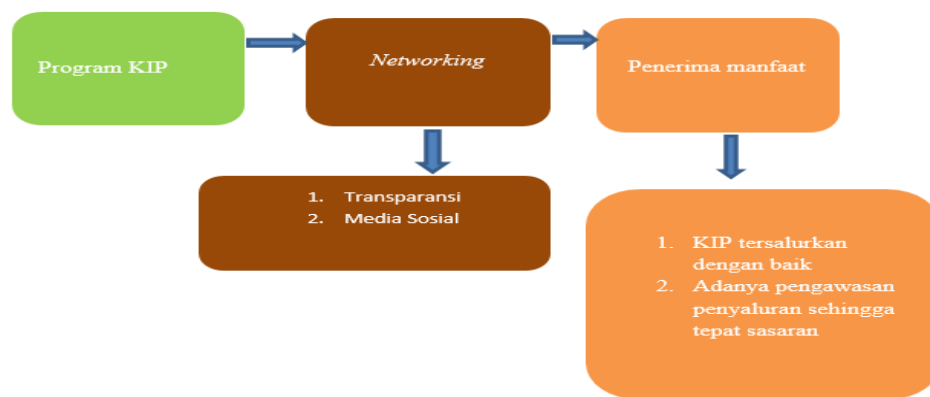 Program KIP
Networking
Penerima manfaat
1. Transparansi
2. Media Sosial
1. KIP tersalurkan
dengan baik
2. Adanya pengawasan
penyaluran sehingga
tepat sasaran